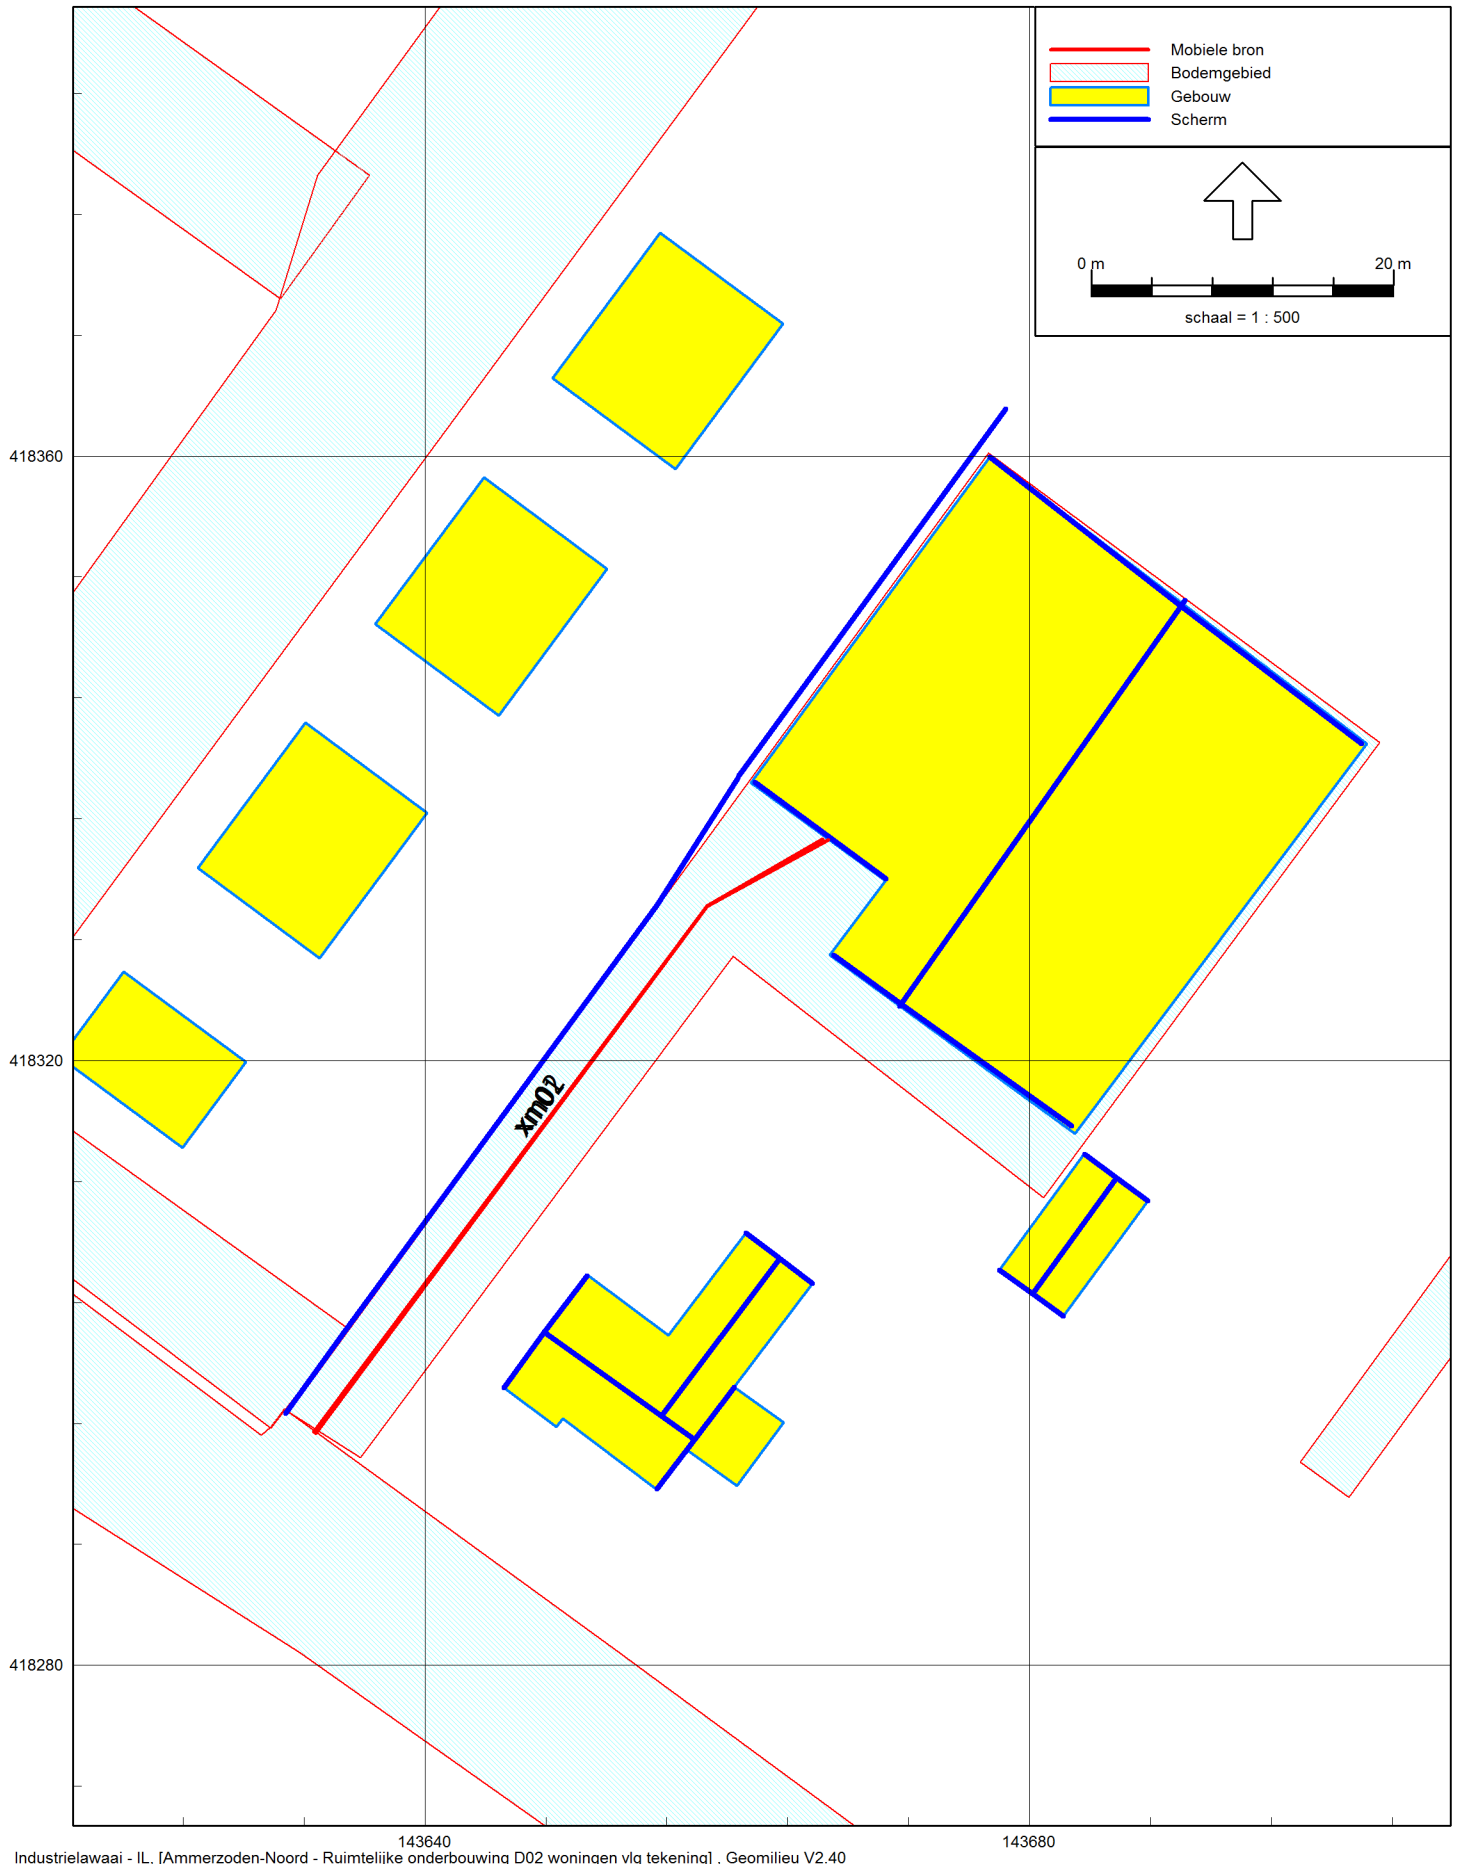 Mobiele bron
Bodemgebied
Gebouw
Scherm
0 m 20 m
schaal = 1 : 500
418360
418320
418280
143640 143680
Industrielawaai - IL, [Ammerzoden-Noord - Ruimtelijke onderbouwing D02 woningen vlg tekening] , Geomilieu V2.40